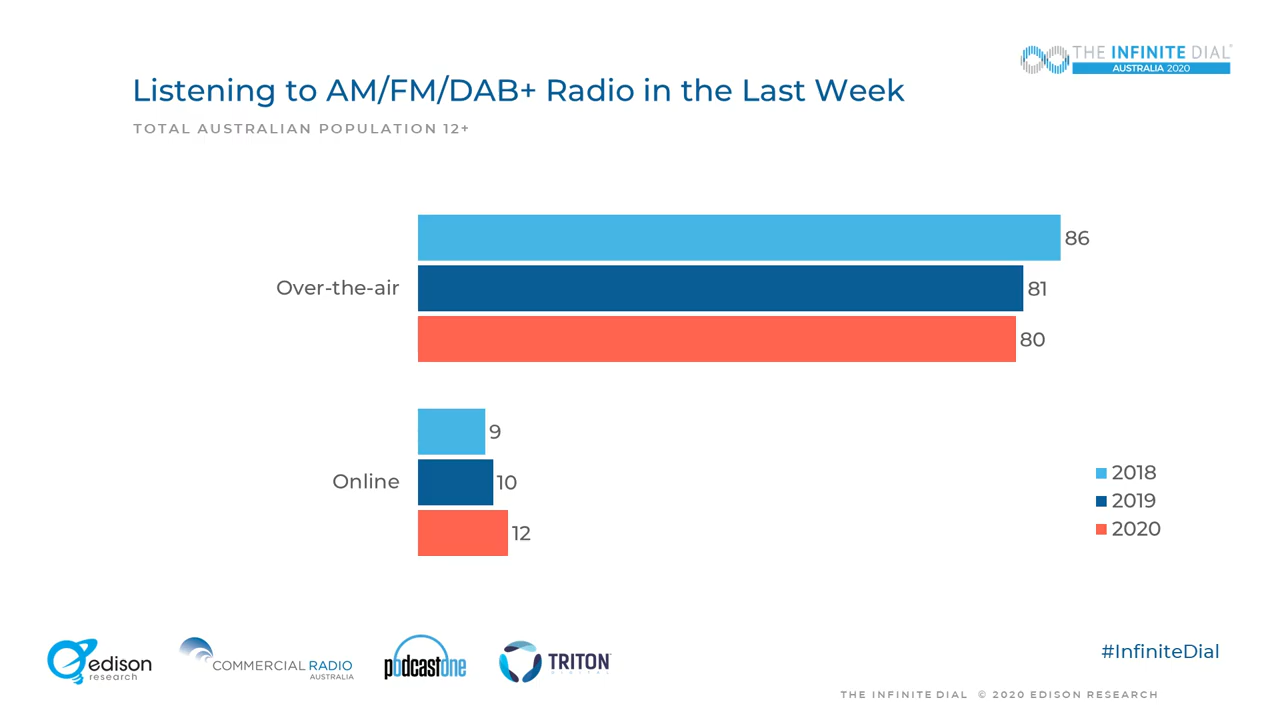 THE INFINITE DIAL®
AUSTRALIA 2020
Listening to AM/FM/DAB+ Radio in the Last Week
TOTAL AUSTRALIAN POPULATION 12+
86
Over-the-air
81
80
9
Online
10
12
2018
2019
2020
edison
research
COMMERCIAL RADIO
AUSTRALIA
podcastone
TRITON
DIGITAL
#InfiniteDial
THE INFINITE DIAL © 2020 EDISON RESEARCH